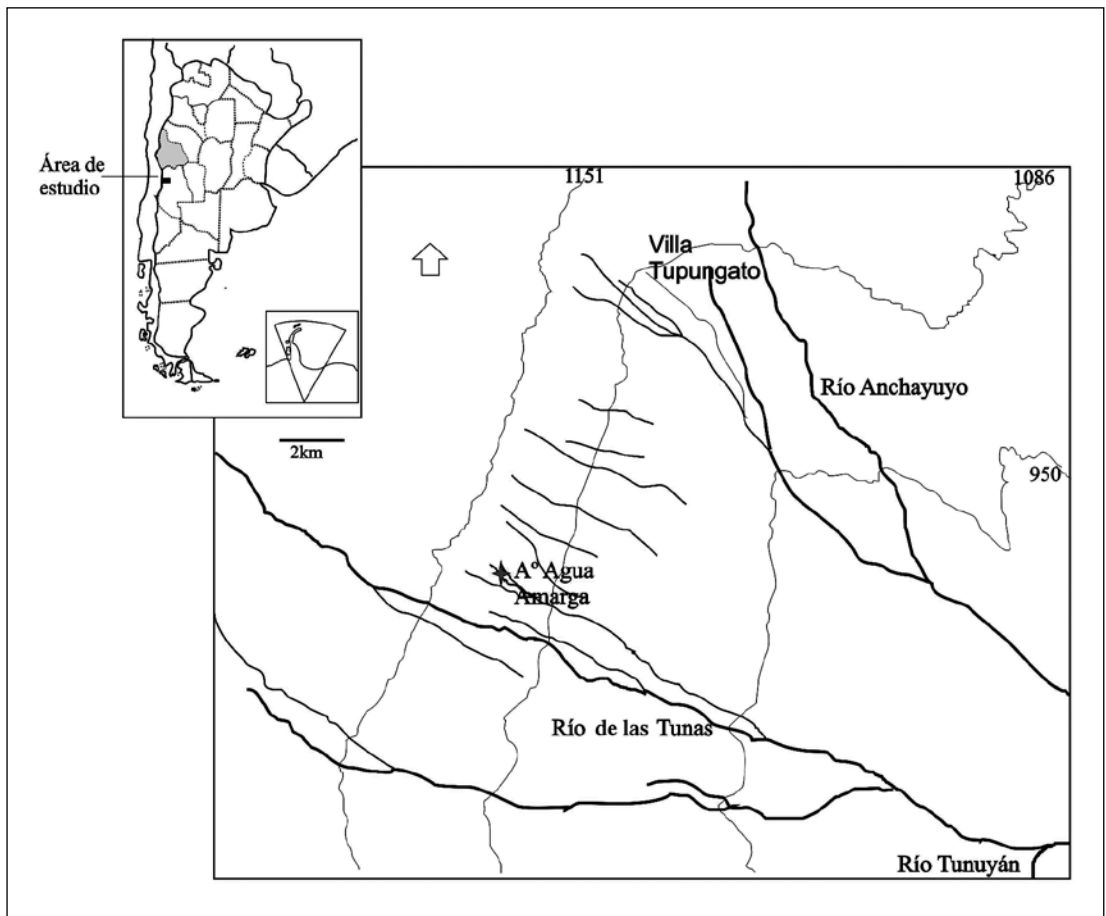 Área de
estudio
1151
1086
Villa
Tupungato
Río Anchayuyo
2km
950
A° Agua
Amarga
Río de las Tunas
Río Tunuyán